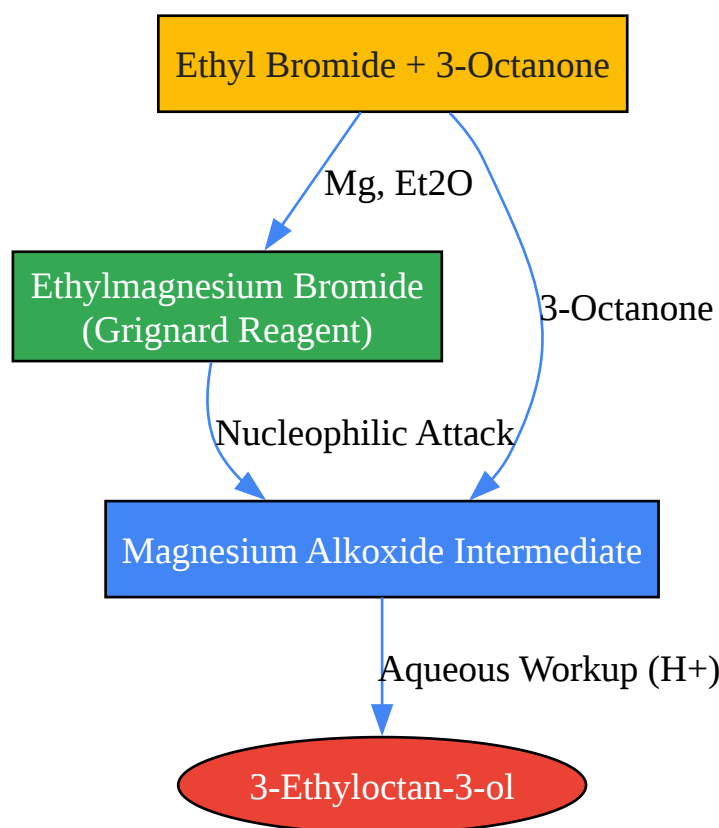 Ethyl Bromide + 3-Octanone
Mg, Et2O
Ethylmagnesium Bromide
(Grignard Reagent)
3-Octanone
Nucleophilic Attack
Magnesium Alkoxide Intermediate
Aqueous Workup (H+)
3-Ethyloctan-3-ol